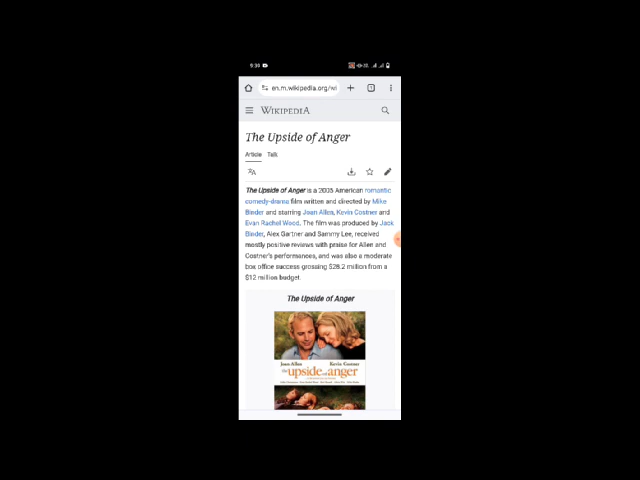 9:30
en.m.wikipedia.org/wi
WIKIPEDIA
The Upside of Anger
Article Talk
The Upside of Anger is a 2005 American romantic
comedy-drama film written and directed by Mike
Binder and starring Joan Allen, Kevin Costner and
Evan Rachel Wood. The film was produced by Jack
Binder, Alex Gartner and Sammy Lee, received
mostly positive reviews with praise for Allen and
Costner's performances, and was also a moderate
box office success grossing $28.2 million from a
$12 million budget.
The Upside of Anger
Joan Allen Kevin Costner
the upside of anger